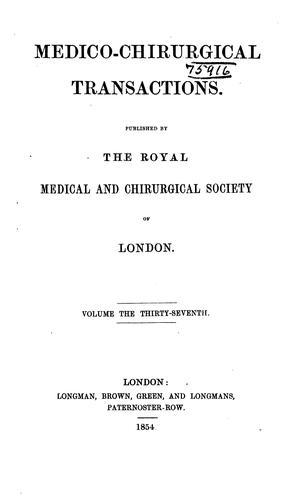 MEDICO-CHIRURGICAL
75916
TRANSACTIONS.
PUBLISHED BY
THE ROYAL
MEDICAL AND CHIRURGICAL SOCIETY
OF
LONDON.
VOLUME THE THIRTY-SEVENTH.
LONDON:
LONGMAN, BROWN, GREEN, AND LONGMANS,
PATERNOSTER-ROW.
1854